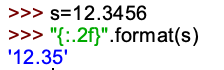 >>> s=12.3456
>>> "{:.2f}".format(s)
'12.35'